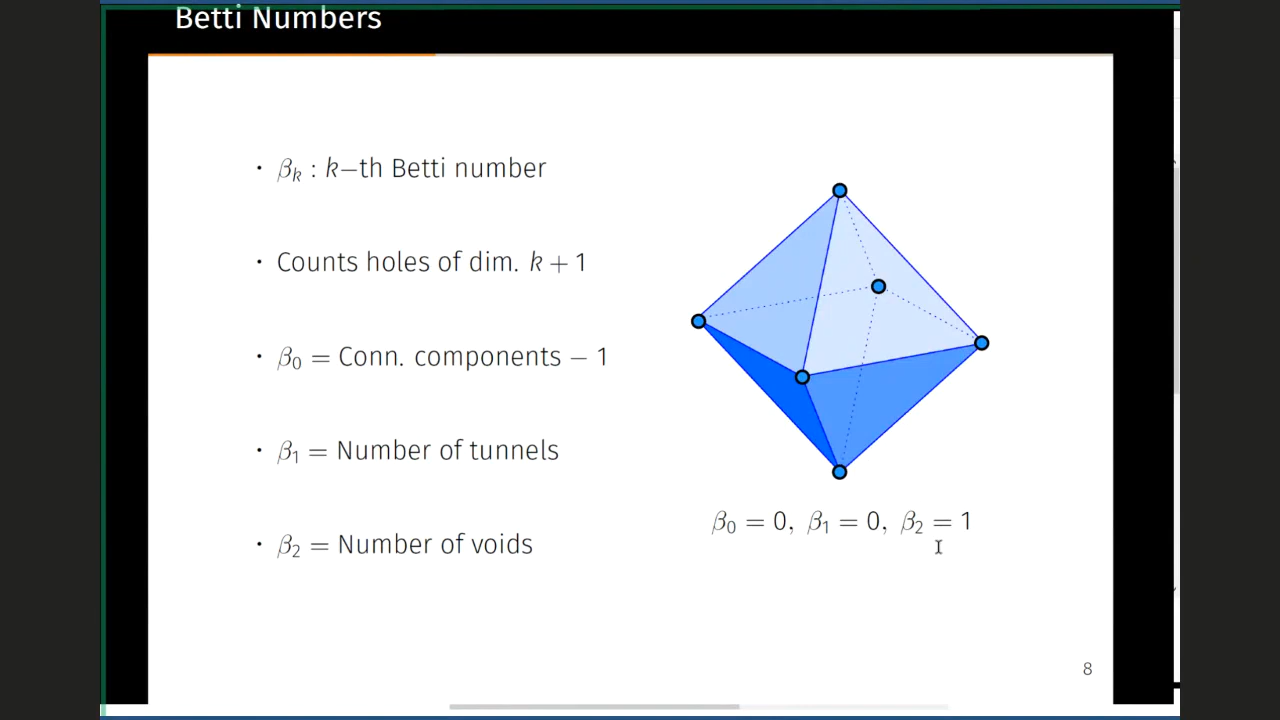 Betti Numbers
• βₖ : k−th Betti number
• Counts holes of dim. k + 1
• β₀ = Conn. components − 1
• β₁ = Number of tunnels
• β₂ = Number of voids
β₀ = 0, β₁ = 0, β₂ = 1
8